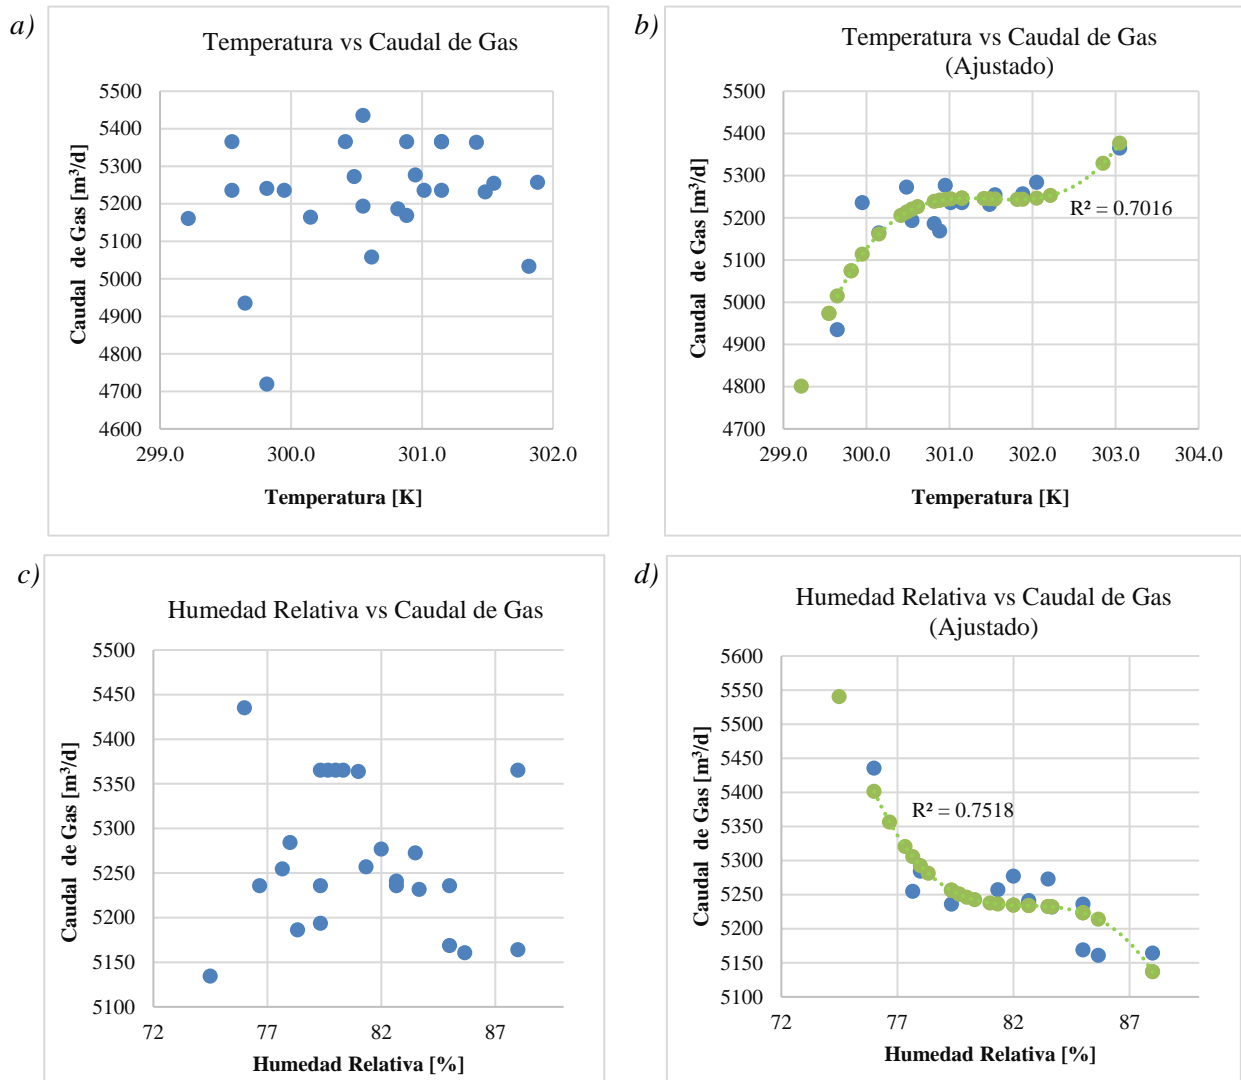 a)
Temperatura vs Caudal de Gas
Caudal de Gas [m³/d]
5500
5400
5300
5200
5100
5000
4900
4800
4700
4600
299.0 300.0 301.0 302.0
Temperatura [K]
b)
Temperatura vs Caudal de Gas
(Ajustado)
Caudal de Gas [m³/d]
5500
5400
5300
5200
5100
5000
4900
4800
4700
R² = 0.7016
299.0 300.0 301.0 302.0 303.0 304.0
Temperatura [K]
c)
Humedad Relativa vs Caudal de Gas
Caudal de Gas [m³/d]
5500
5450
5400
5350
5300
5250
5200
5150
5100
72 77 82 87
Humedad Relativa [%]
d)
Humedad Relativa vs Caudal de Gas
(Ajustado)
Caudal de Gas [m³/d]
5600
5550
5500
5450
5400
5350
5300
5250
5200
5150
5100
R² = 0.7518
72 77 82 87
Humedad Relativa [%]